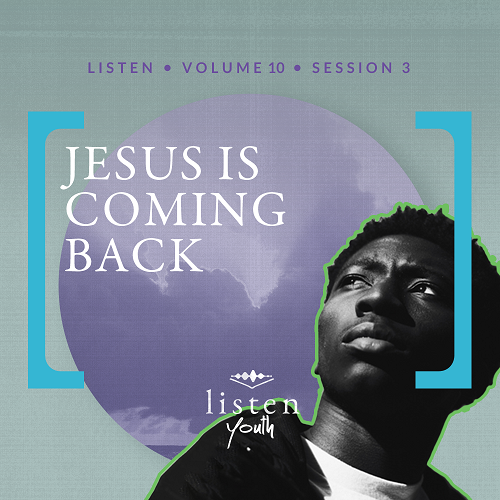 LISTEN • VOLUME 10 • SESSION 3
JESUS IS
COMING
BACK
listen
youth